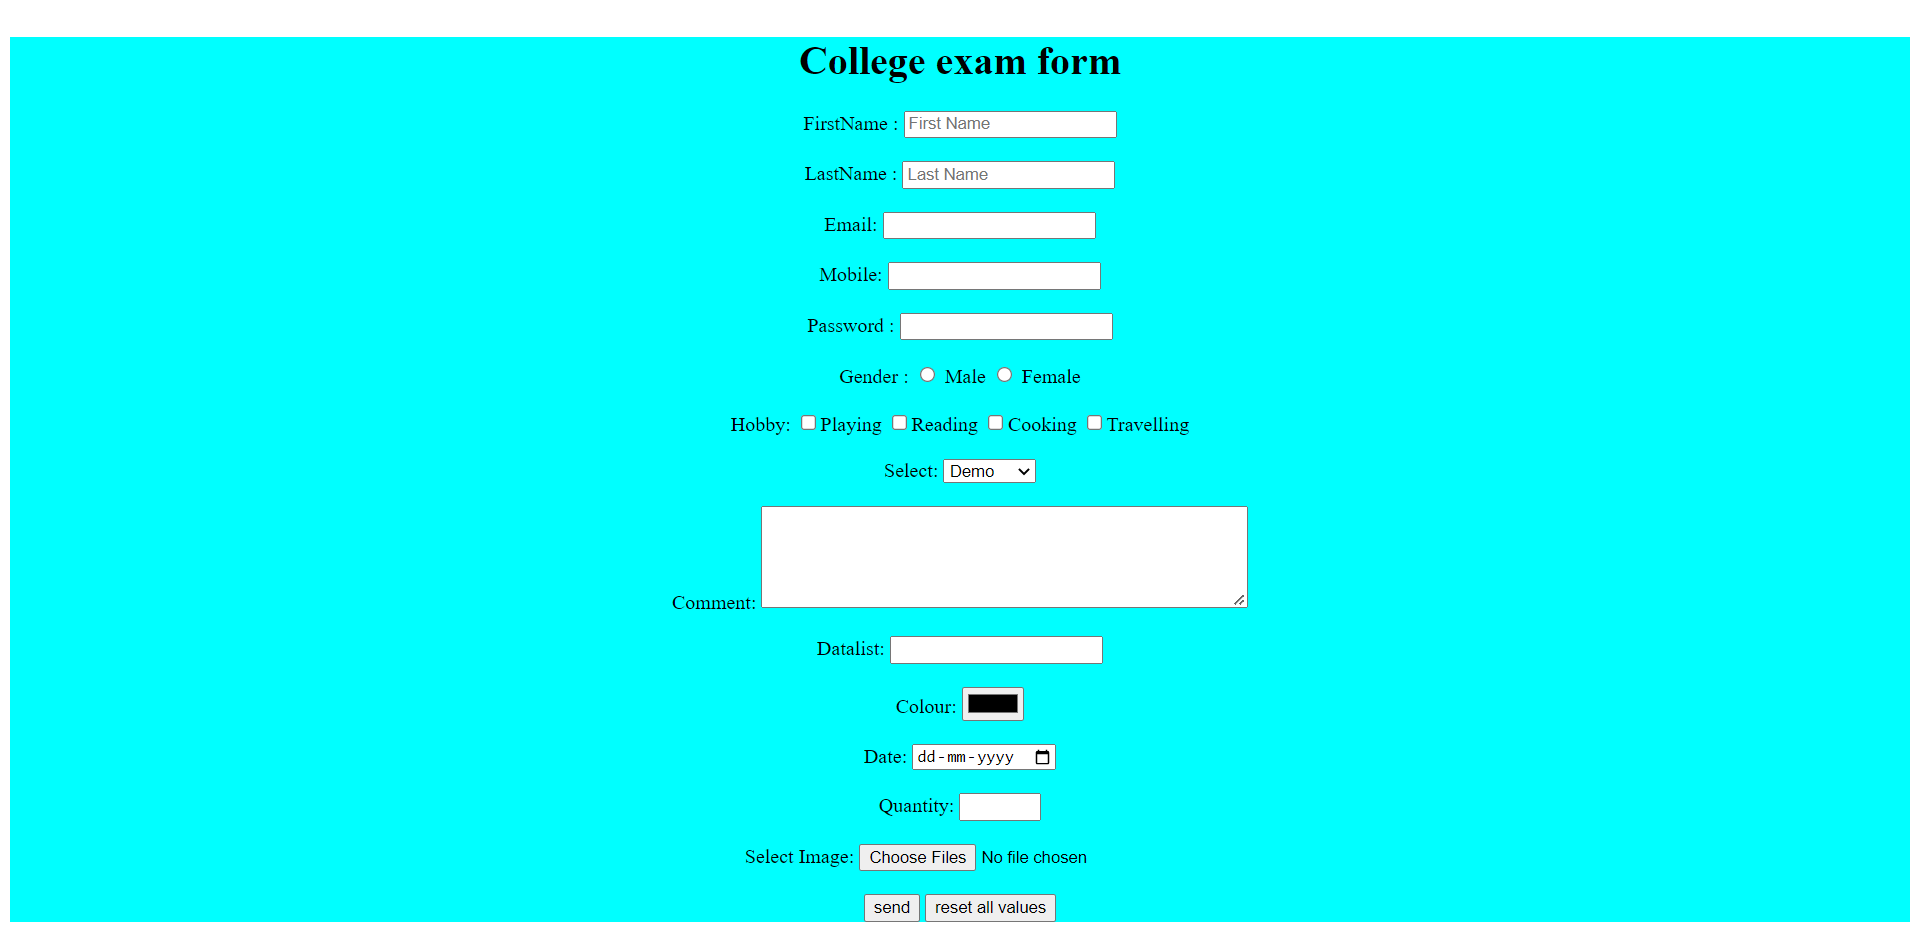 College exam form
FirstName : First Name
LastName : Last Name
Email:
Mobile:
Password :
Gender : Male Female
Hobby: Playing Reading Cooking Travelling
Select: Demo
Comment:
Datalist:
Colour:
Date: dd-mm-yyyy
Quantity:
Select Image: Choose Files No file chosen
send reset all values